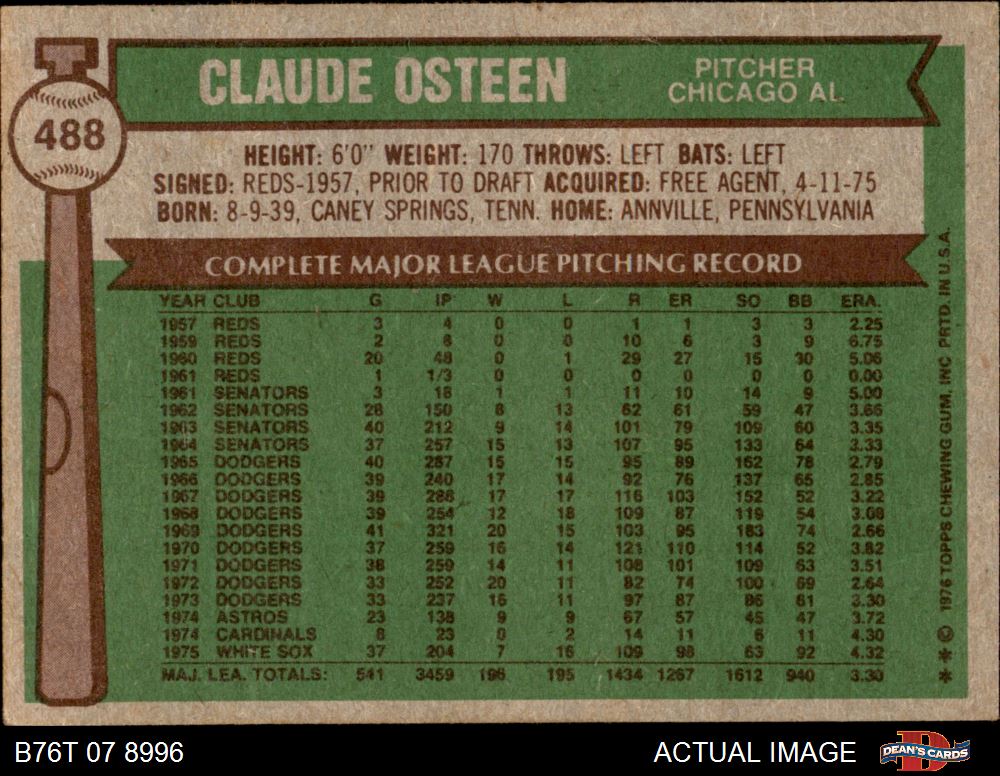 CLAUDE OSTEEN
PITCHER
CHICAGO AL
488
HEIGHT: 6'0" WEIGHT: 170 THROWS: LEFT BATS: LEFT
SIGNED: REDS-1957, PRIOR TO DRAFT ACQUIRED: FREE AGENT, 4-11-75
BORN: 8-9-39, CANEY SPRINGS, TENN. HOME: ANNVILLE, PENNSYLVANIA
COMPLETE MAJOR LEAGUE PITCHING RECORD
YEAR CLUB G IP W L R ER SO BB ERA.
1957 REDS 3 4 0 0 1 1 3 3 2.25
1959 REDS 2 8 0 0 10 6 3 9 6.75
1960 REDS 20 48 0 1 29 27 15 30 5.06
1961 REDS 1 1/3 0 0 0 0 0 0 0.00
1961 SENATORS 3 18 1 1 11 10 14 9 5.00
1962 SENATORS 28 150 8 13 62 61 59 47 3.66
1963 SENATORS 40 212 9 14 101 79 109 60 3.35
1964 SENATORS 37 257 15 13 107 95 133 64 3.33
1965 DODGERS 40 287 15 15 95 89 162 78 2.79
1966 DODGERS 39 240 17 14 92 76 137 65 2.85
1967 DODGERS 39 288 17 17 116 103 152 52 3.22
1968 DODGERS 39 254 12 18 109 87 119 54 3.08
1969 DODGERS 41 321 20 15 103 95 183 74 2.66
1970 DODGERS 37 259 16 14 121 110 114 52 3.82
1971 DODGERS 38 259 14 11 108 101 109 63 3.51
1972 DODGERS 33 252 20 11 82 74 100 69 2.64
1973 DODGERS 33 237 16 11 97 87 86 61 3.30
1974 ASTROS 23 138 9 9 67 57 45 47 3.72
1974 CARDINALS 8 23 0 2 14 11 6 11 4.30
1975 WHITE SOX 37 204 7 16 109 98 63 92 4.32
MAJ. LEA. TOTALS: 541 3459 196 195 1434 1267 1612 940 3.30
* * © 1976 TOPPS CHEWING GUM, INC PRTD. IN U.S.A.
B76T 07 8996
ACTUAL IMAGE
DEAN'S CARDS